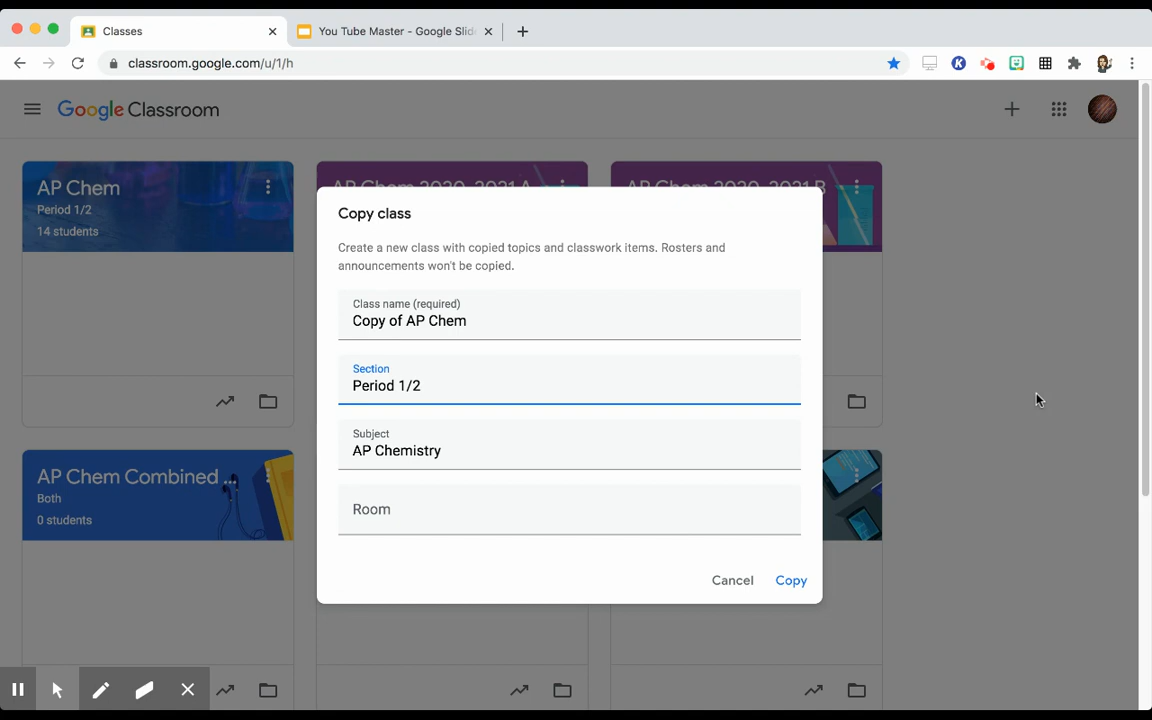 Classes
You Tube Master - Google Slid
classroom.google.com/u/1/h
Google Classroom
AP Chem
Period 1/2
14 students
AP Chem 2020-2021 A
AP Chem 2020-2021 B
Copy class
Create a new class with copied topics and classwork items. Rosters and
announcements won't be copied.
Class name (required)
Copy of AP Chem
Section
Period 1/2
Subject
AP Chemistry
Room
Cancel
Copy
AP Chem Combined ...
Both
0 students